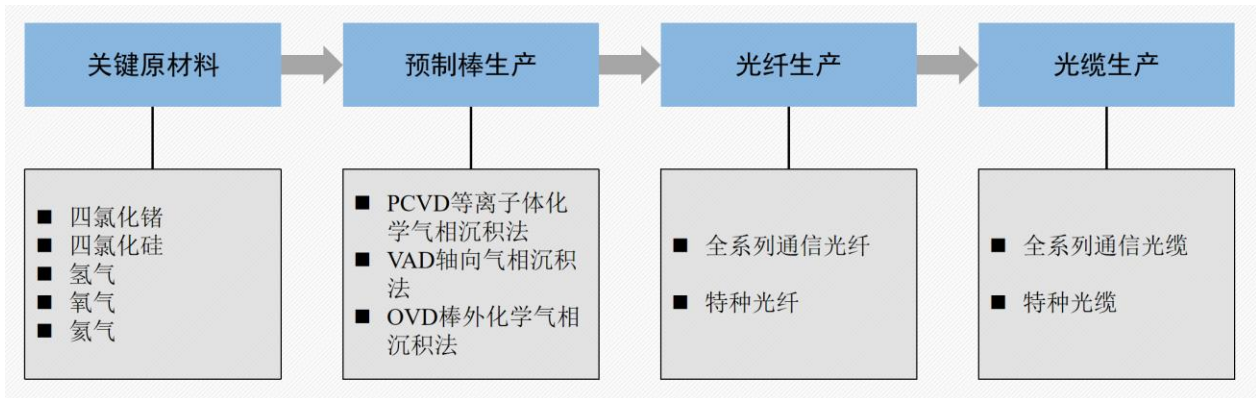 关键原材料
预制棒生产
光纤生产
光缆生产
■ 四氯化锗
■ 四氯化硅
■ 氢气
■ 氧气
■ 氦气
■ PCVD等离子体化
学气相沉积法
■ VAD轴向气相沉积
法
■ OVD棒外化学气相
沉积法
■ 全系列通信光纤
■ 特种光纤
■ 全系列通信光缆
■ 特种光缆